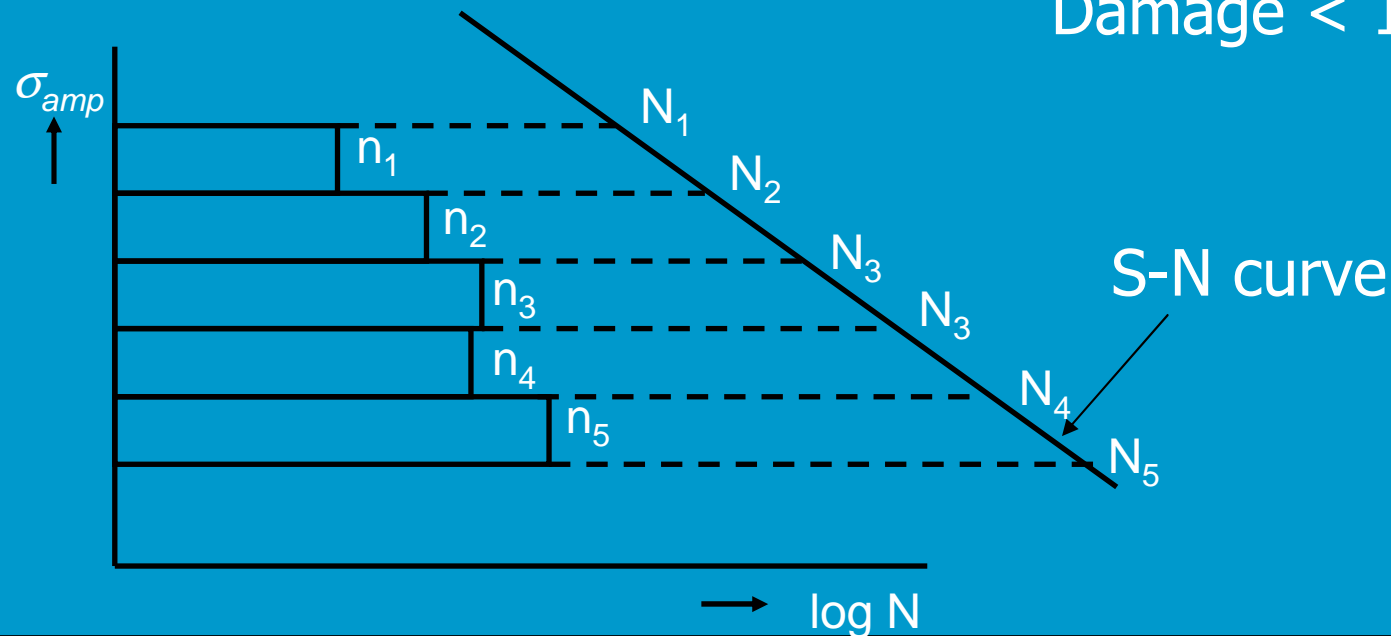 Damage < 1
σamp
N1
n1
N2
n2
N3
S-N curve
n3
N3
n4
N4
n5
N5
log N